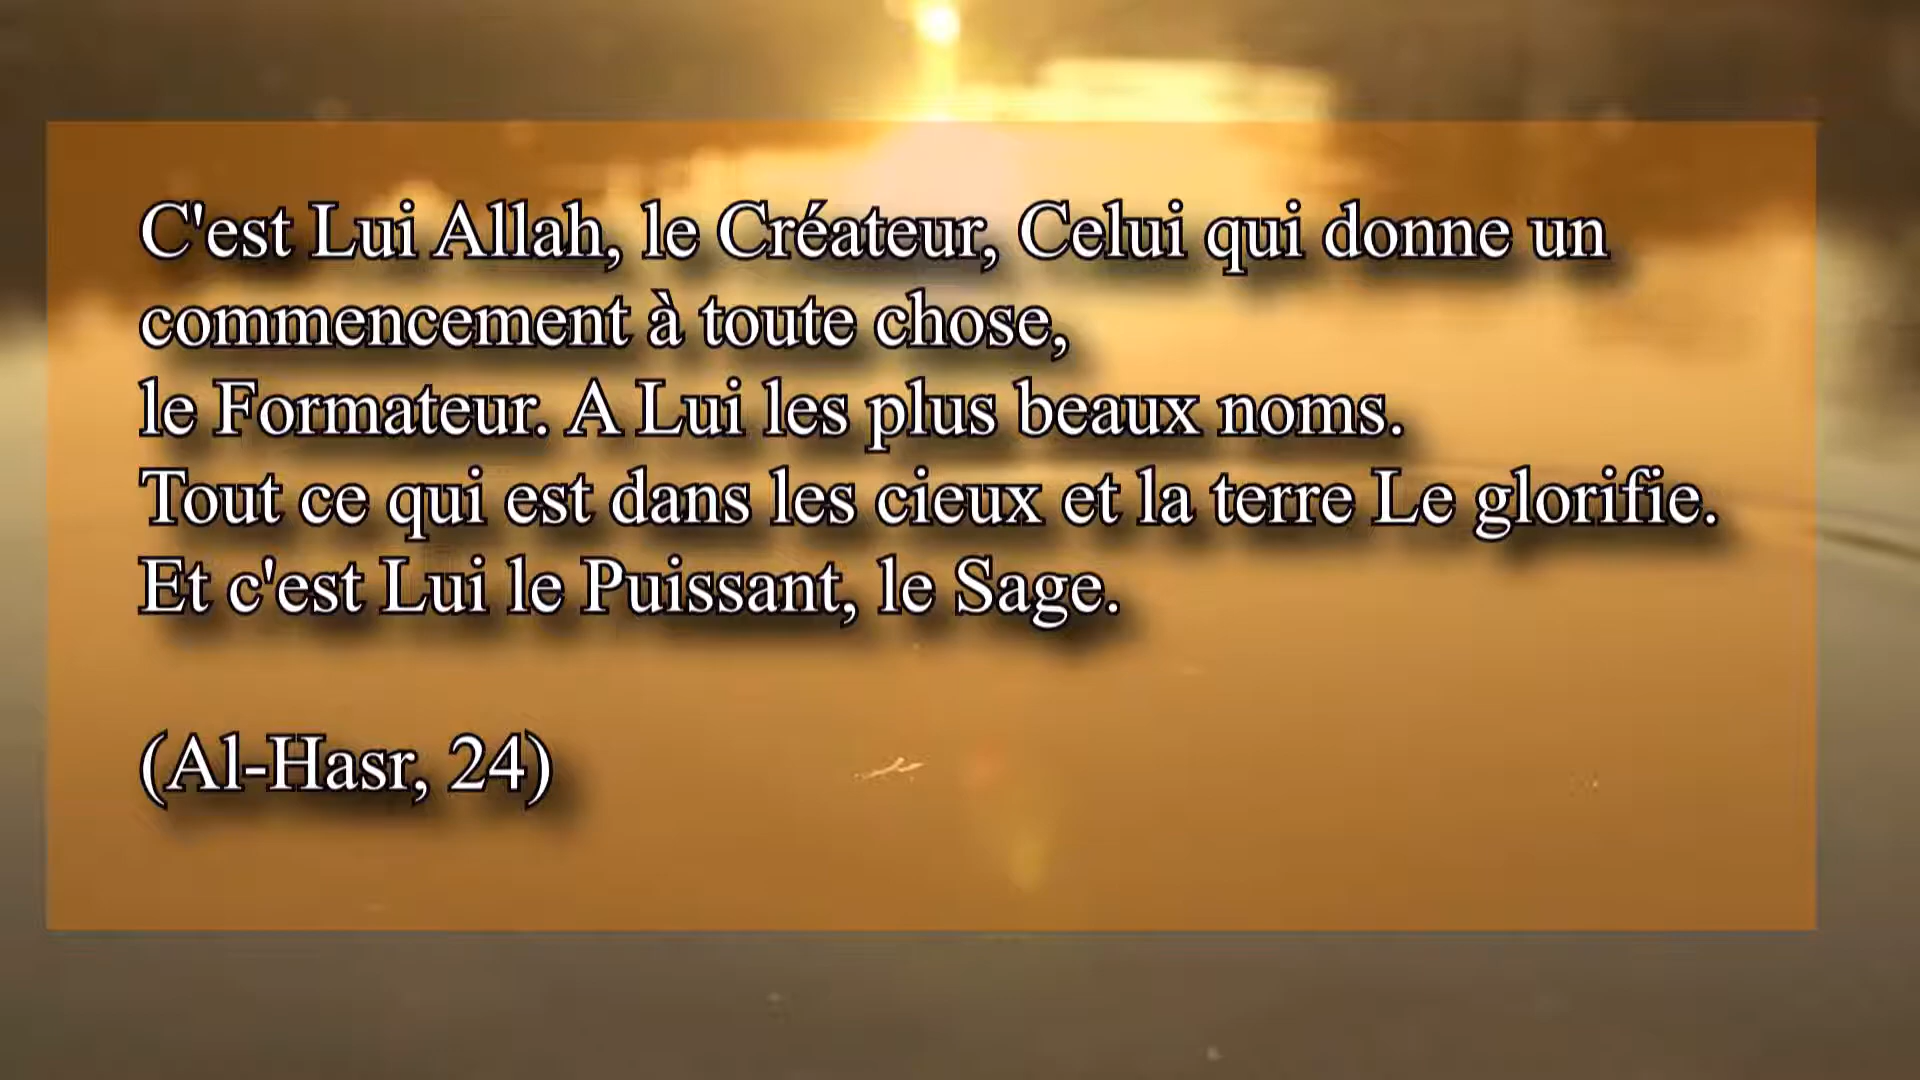 C'est Lui Allah, le Créateur, Celui qui donne un
commencement à toute chose,
le Formateur. A Lui les plus beaux noms.
Tout ce qui est dans les cieux et la terre Le glorifie.
Et c'est Lui le Puissant, le Sage.
(Al-Hasr, 24)